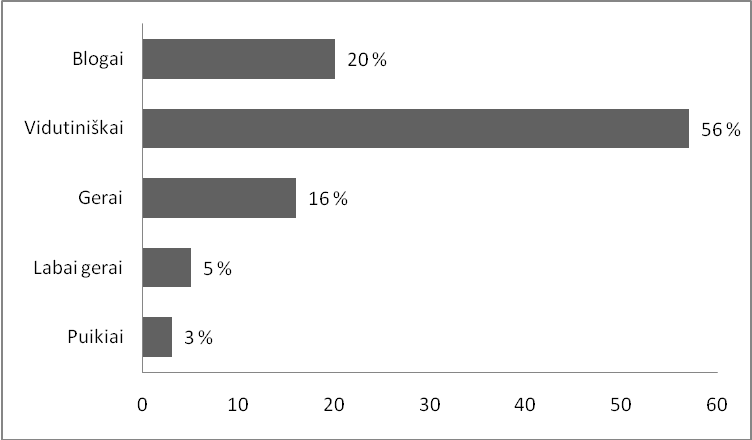 Blogai 20 %
Vidutiniškai 56 %
Gerai 16 %
Labai gerai 5 %
Puikiai 3 %
0 10 20 30 40 50 60